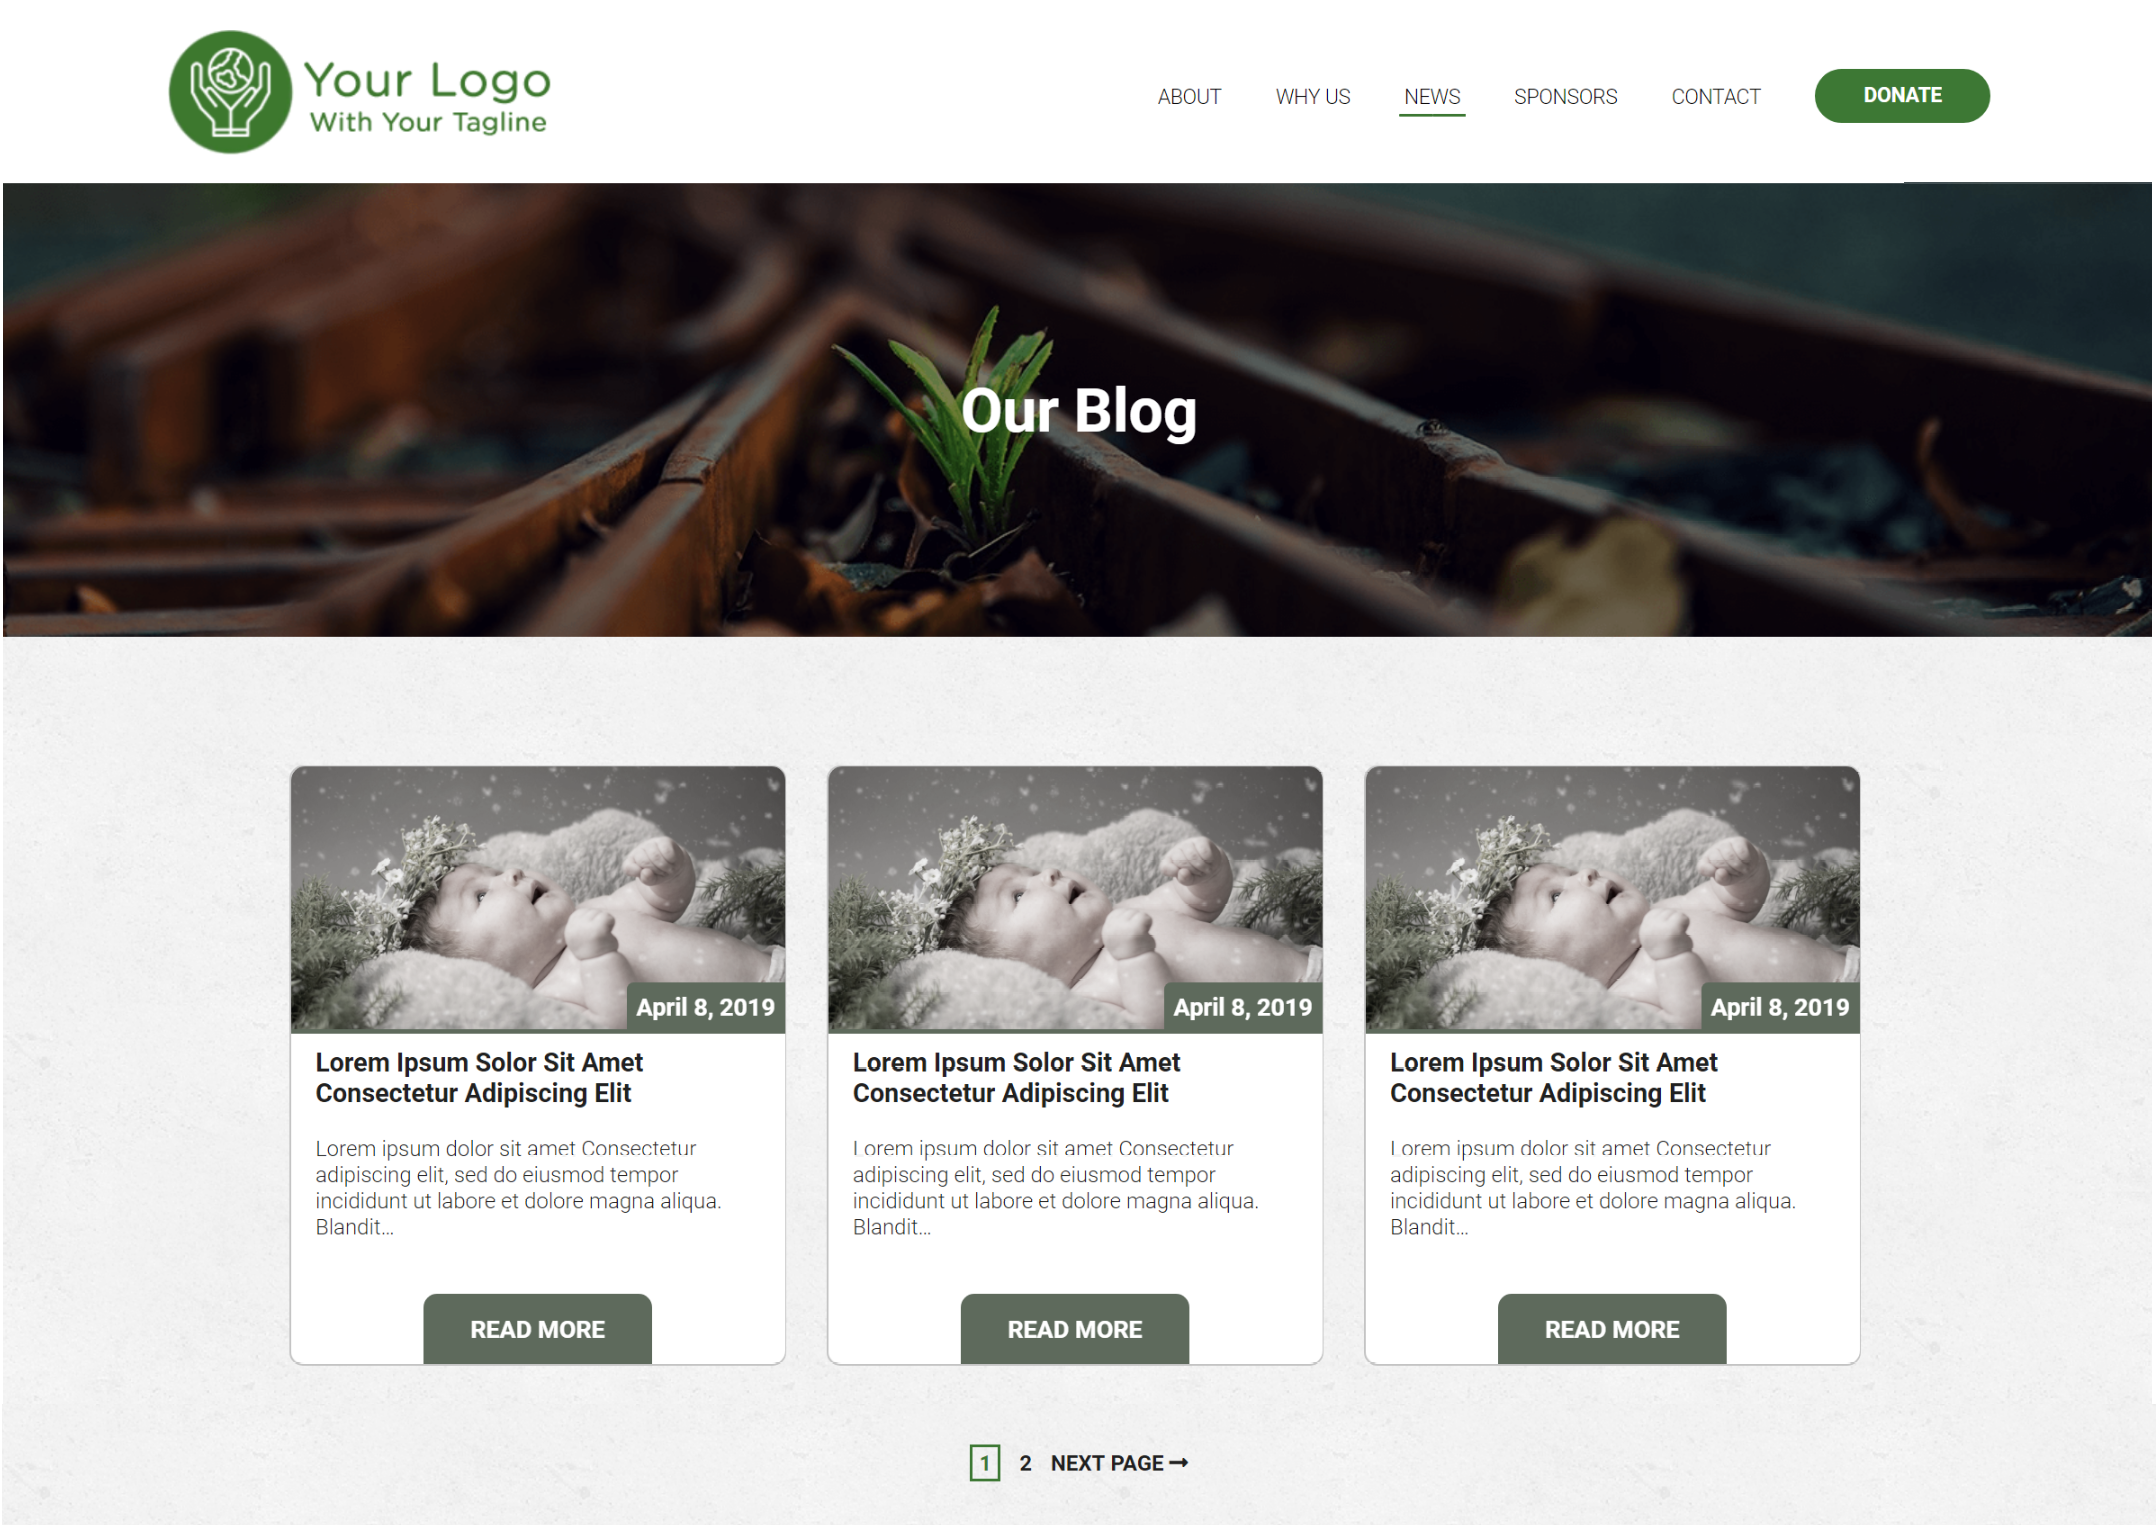 Your Logo
With Your Tagline
ABOUT WHY US NEWS SPONSORS CONTACT DONATE
Our Blog
April 8, 2019
Lorem Ipsum Solor Sit Amet
Consectetur Adipiscing Elit
Lorem ipsum dolor sit amet Consectetur
adipiscing elit, sed do eiusmod tempor
incididunt ut labore et dolore magna aliqua.
Blandit...
READ MORE
April 8, 2019
Lorem Ipsum Solor Sit Amet
Consectetur Adipiscing Elit
Lorem ipsum dolor sit amet Consectetur
adipiscing elit, sed do eiusmod tempor
incididunt ut labore et dolore magna aliqua.
Blandit...
READ MORE
April 8, 2019
Lorem Ipsum Solor Sit Amet
Consectetur Adipiscing Elit
Lorem ipsum dolor sit amet Consectetur
adipiscing elit, sed do eiusmod tempor
incididunt ut labore et dolore magna aliqua.
Blandit...
READ MORE
1 2 NEXT PAGE →